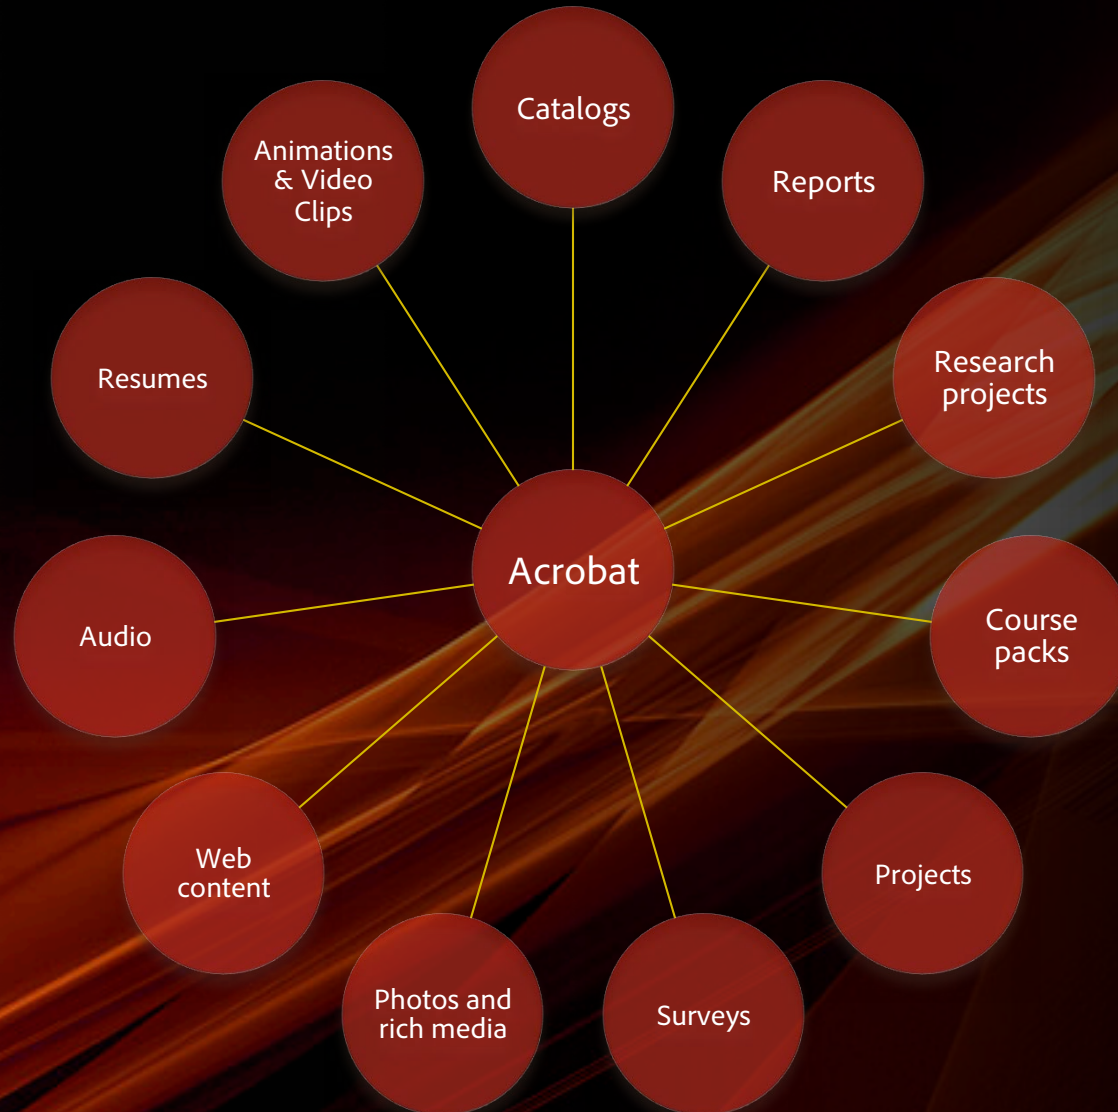 Catalogs
Animations
& Video
Clips
Reports
Resumes
Research
projects
Acrobat
Audio
Course
packs
Web
content
Projects
Photos and
rich media
Surveys